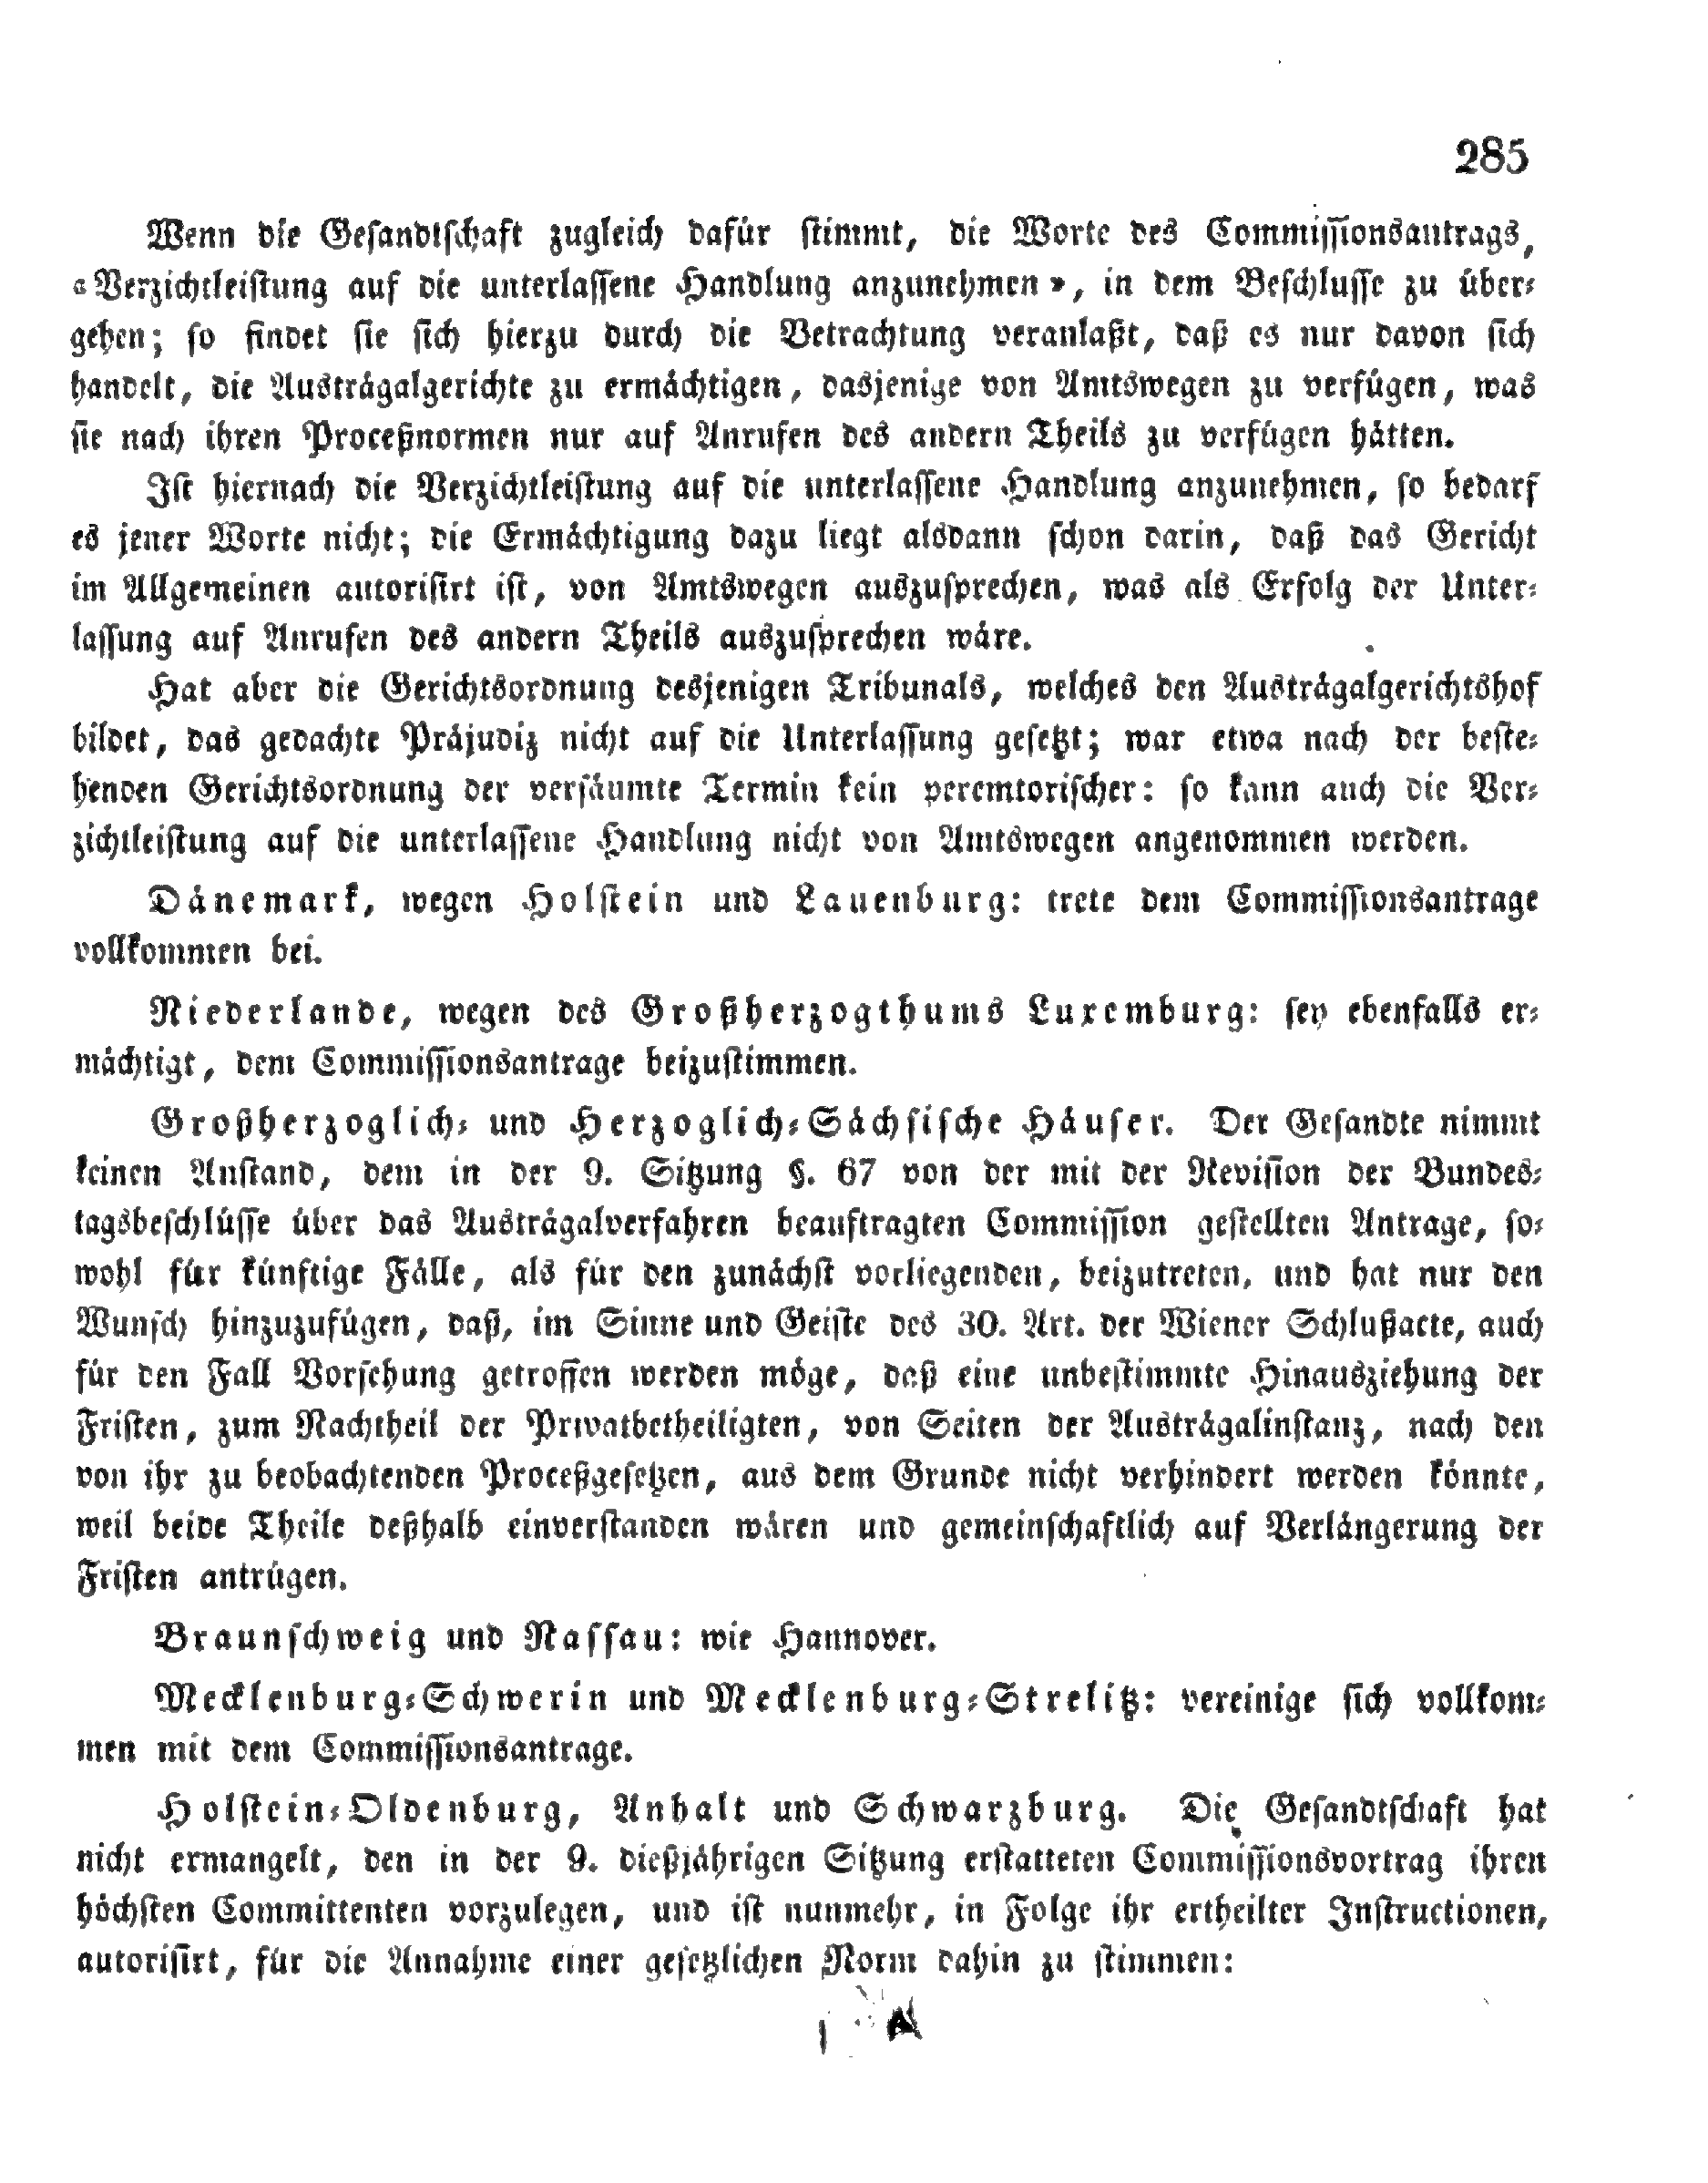 285
Wenn die Gesandtschaft zugleich dafür stimmt, die Worte des Commissionsantrags,
«Verzichtleistung auf die unterlassene Handlung anzunehmen», in dem Beschlusse zu über-
gehen; so findet sie sich hierzu durch die Betrachtung veranlaßt, daß es nur davon sich
handelt, die Austrägalgerichte zu ermächtigen, dasjenige von Amtswegen zu verfügen, was
sie nach ihren Proceßnormen nur auf Anrufen des andern Theils zu verfügen hätten.
Ist hiernach die Verzichtleistung auf die unterlassene Handlung anzunehmen, so bedarf
es jener Worte nicht; die Ermächtigung dazu liegt alsdann schon darin, daß das Gericht
im Allgemeinen autorisirt ist, von Amtswegen auszusprechen, was als Erfolg der Unter-
lassung auf Anrufen des andern Theils auszusprechen wäre.
Hat aber die Gerichtsordnung desjenigen Tribunals, welches den Austrägalgerichtshof
bildet, das gedachte Präjudiz nicht auf die Unterlassung gesetzt; war etwa nach der beste-
henden Gerichtsordnung der versäumte Termin kein peremtorischer: so kann auch die Ver-
zichtleistung auf die unterlassene Handlung nicht von Amtswegen angenommen werden.
Dänemark, wegen Holstein und Lauenburg: trete dem Commissionsantrage
vollkommen bei.
Niederlande, wegen des Großherzogthums Luxemburg: sey ebenfalls er-
mächtigt, dem Commissionsantrage beizustimmen.
Großherzoglich- und Herzoglich-Sächsische Häuser. Der Gesandte nimmt
keinen Anstand, dem in der 9. Sitzung §. 67 von der mit der Revision der Bundes-
tagsbeschlüsse über das Austrägalverfahren beauftragten Commission gestellten Antrage, so-
wohl für künftige Fälle, als für den zunächst vorliegenden, beizutreten, und hat nur den
Wunsch hinzuzufügen, daß, im Sinne und Geiste des 30. Art. der Wiener Schlußacte, auch
für den Fall Vorsehung getroffen werden möge, daß eine unbestimmte Hinausziehung der
Fristen, zum Nachtheil der Privatbetheiligten, von Seiten der Austrägalinstanz, nach den
von ihr zu beobachtenden Proceßgesetzen, aus dem Grunde nicht verhindert werden könnte,
weil beide Theile deßhalb einverstanden wären und gemeinschaftlich auf Verlängerung der
Fristen antrügen.
Braunschweig und Nassau: wie Hannover.
Mecklenburg-Schwerin und Mecklenburg-Strelitz: vereinige sich vollkom-
men mit dem Commissionsantrage.
Holstein-Oldenburg, Anhalt und Schwarzburg. Die Gesandtschaft hat
nicht ermangelt, den in der 9. dießjährigen Sitzung erstatteten Commissionsvortrag ihren
höchsten Committenten vorzulegen, und ist nunmehr, in Folge ihr ertheilter Instructionen,
autorisirt, für die Annahme einer gesetzlichen Norm dahin zu stimmen: